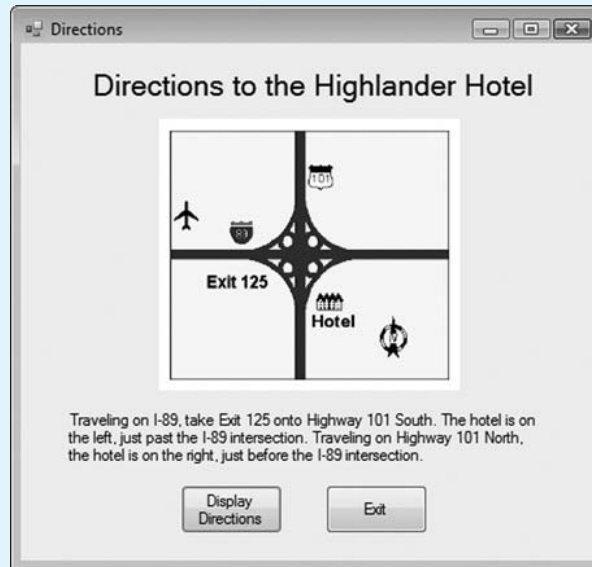 Directions
Directions to the Highlander Hotel
101
89
Exit 125
Hotel
N
Traveling on I-89, take Exit 125 onto Highway 101 South. The hotel is on
the left, just past the I-89 intersection. Traveling on Highway 101 North,
the hotel is on the right, just before the I-89 intersection.
Display
Directions
Exit